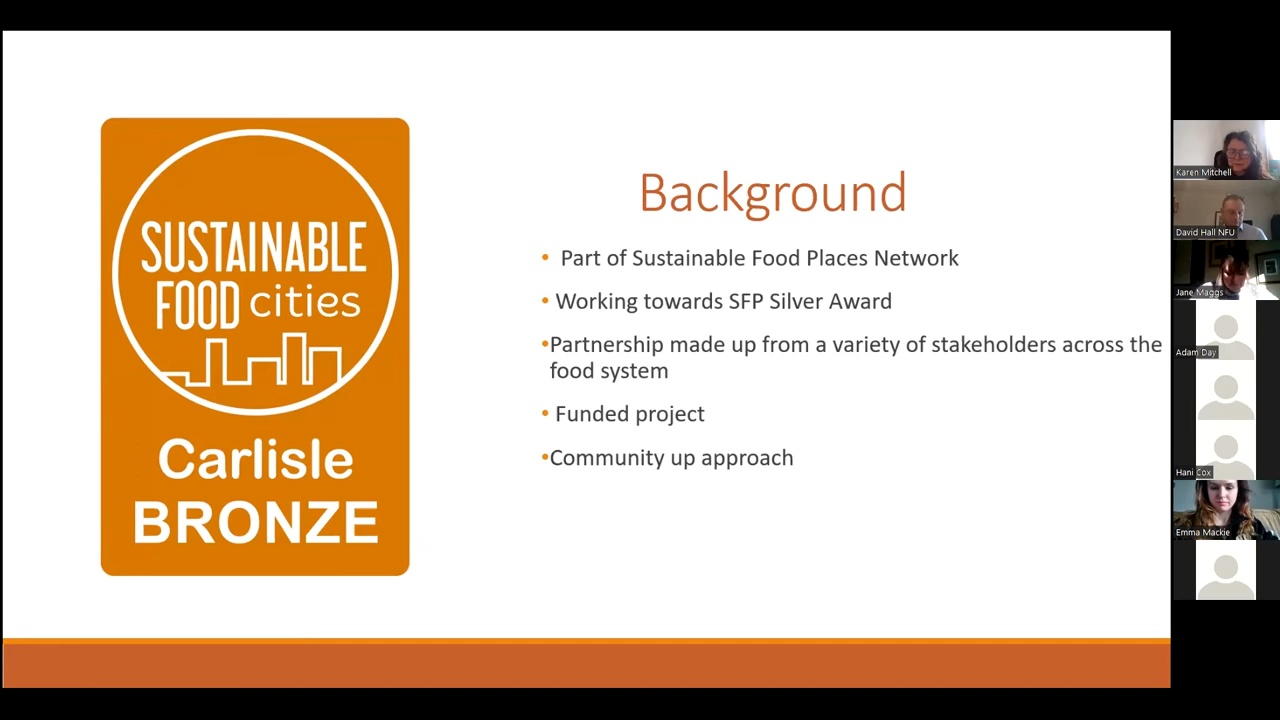 SUSTAINABLE
FOOD cities
Carlisle
BRONZE
Background
• Part of Sustainable Food Places Network
• Working towards SFP Silver Award
•Partnership made up from a variety of stakeholders across the
food system
• Funded project
•Community up approach
Karen Mitchell
David Hall NFU
Jane Maggs
Adam Day
Hani Cox
Emma Mackie